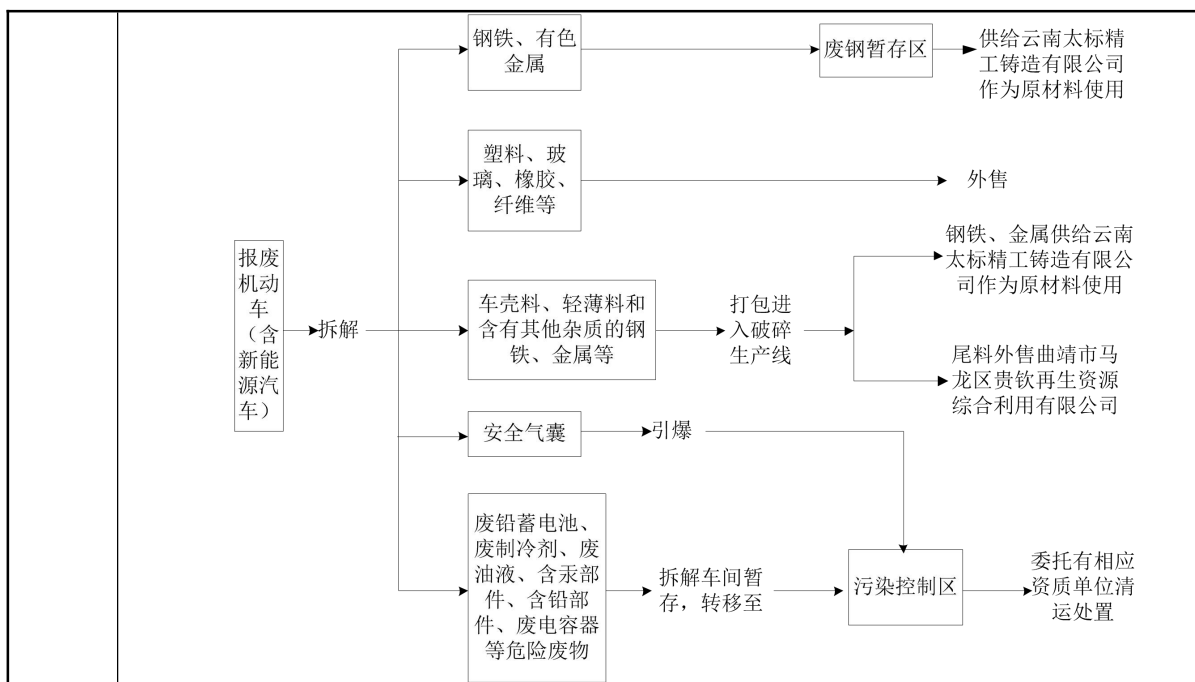 钢铁、有色
金属
废钢暂存区
供给云南太标精
工铸造有限公司
作为原材料使用
塑料、玻
璃、橡胶、
纤维等
外售
报废
机动
车
（含
新能
源汽
车）
拆解
车壳料、轻薄料和
含有其他杂质的钢
铁、金属等
打包进
入破碎
生产线
钢铁、金属供给云南
太标精工铸造有限公
司作为原材料使用
尾料外售曲靖市马
龙区贵钦再生资源
综合利用有限公司
安全气囊
引爆
废铅蓄电池、
废制冷剂、废
油液、含汞部
件、含铅部
件、废电容器
等危险废物
拆解车间暂
存，转移至
污染控制区
委托有相应
资质单位清
运处置